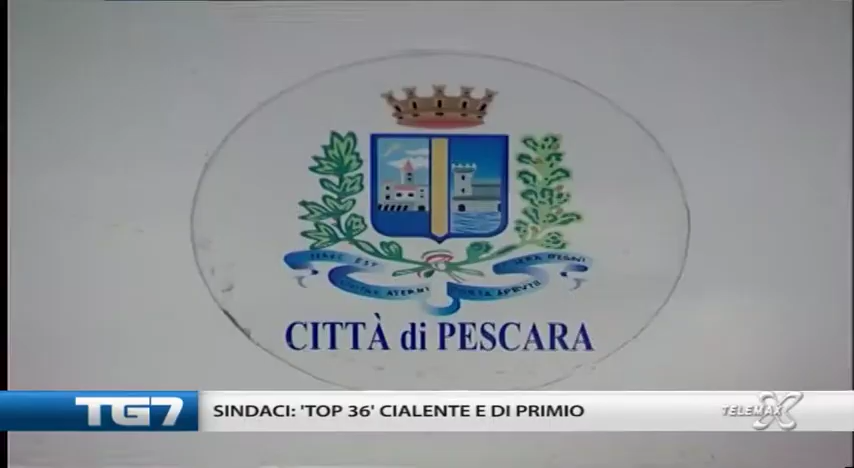 CITTÀ di PESCARA
TG7
SINDACI: 'TOP 36' CIALENTE E DI PRIMIO
TELEMAX